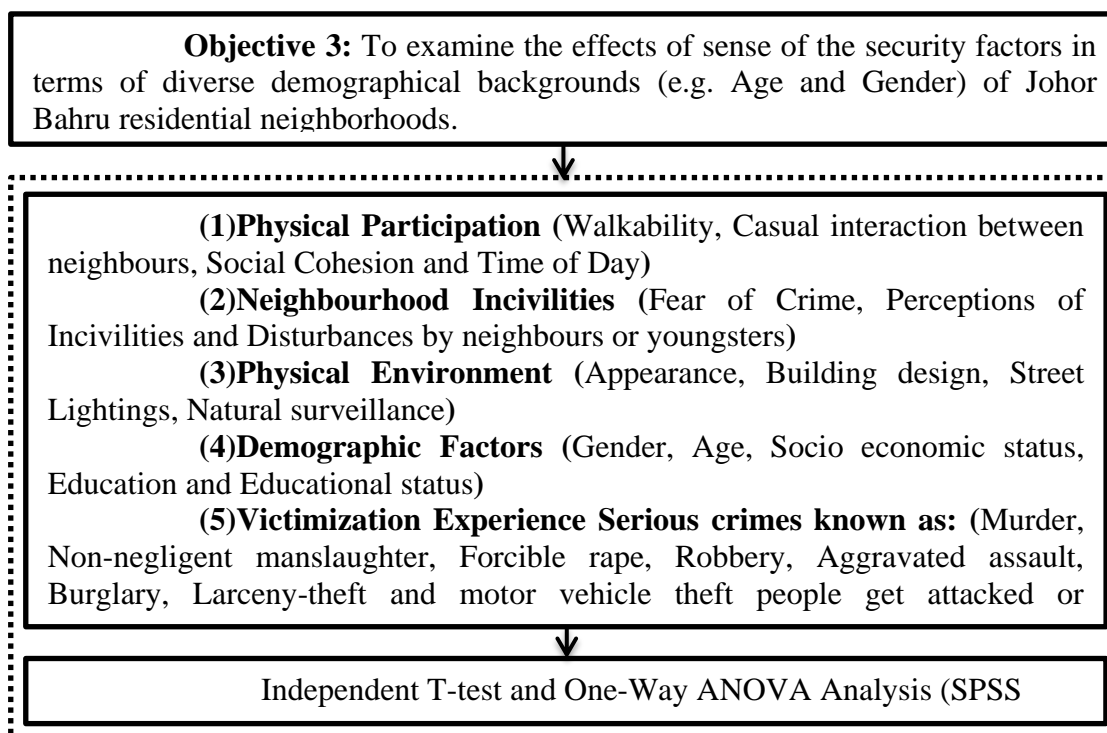 Objective 3: To examine the effects of sense of the security factors in
terms of diverse demographical backgrounds (e.g. Age and Gender) of Johor
Bahru residential neighborhoods.
(1)Physical Participation (Walkability, Casual interaction between
neighbours, Social Cohesion and Time of Day)
(2)Neighbourhood Incivilities (Fear of Crime, Perceptions of
Incivilities and Disturbances by neighbours or youngsters)
(3)Physical Environment (Appearance, Building design, Street
Lightings, Natural surveillance)
(4)Demographic Factors (Gender, Age, Socio economic status,
Education and Educational status)
(5)Victimization Experience Serious crimes known as: (Murder,
Non-negligent manslaughter, Forcible rape, Robbery, Aggravated assault,
Burglary, Larceny-theft and motor vehicle theft people get attacked or
Independent T-test and One-Way ANOVA Analysis (SPSS